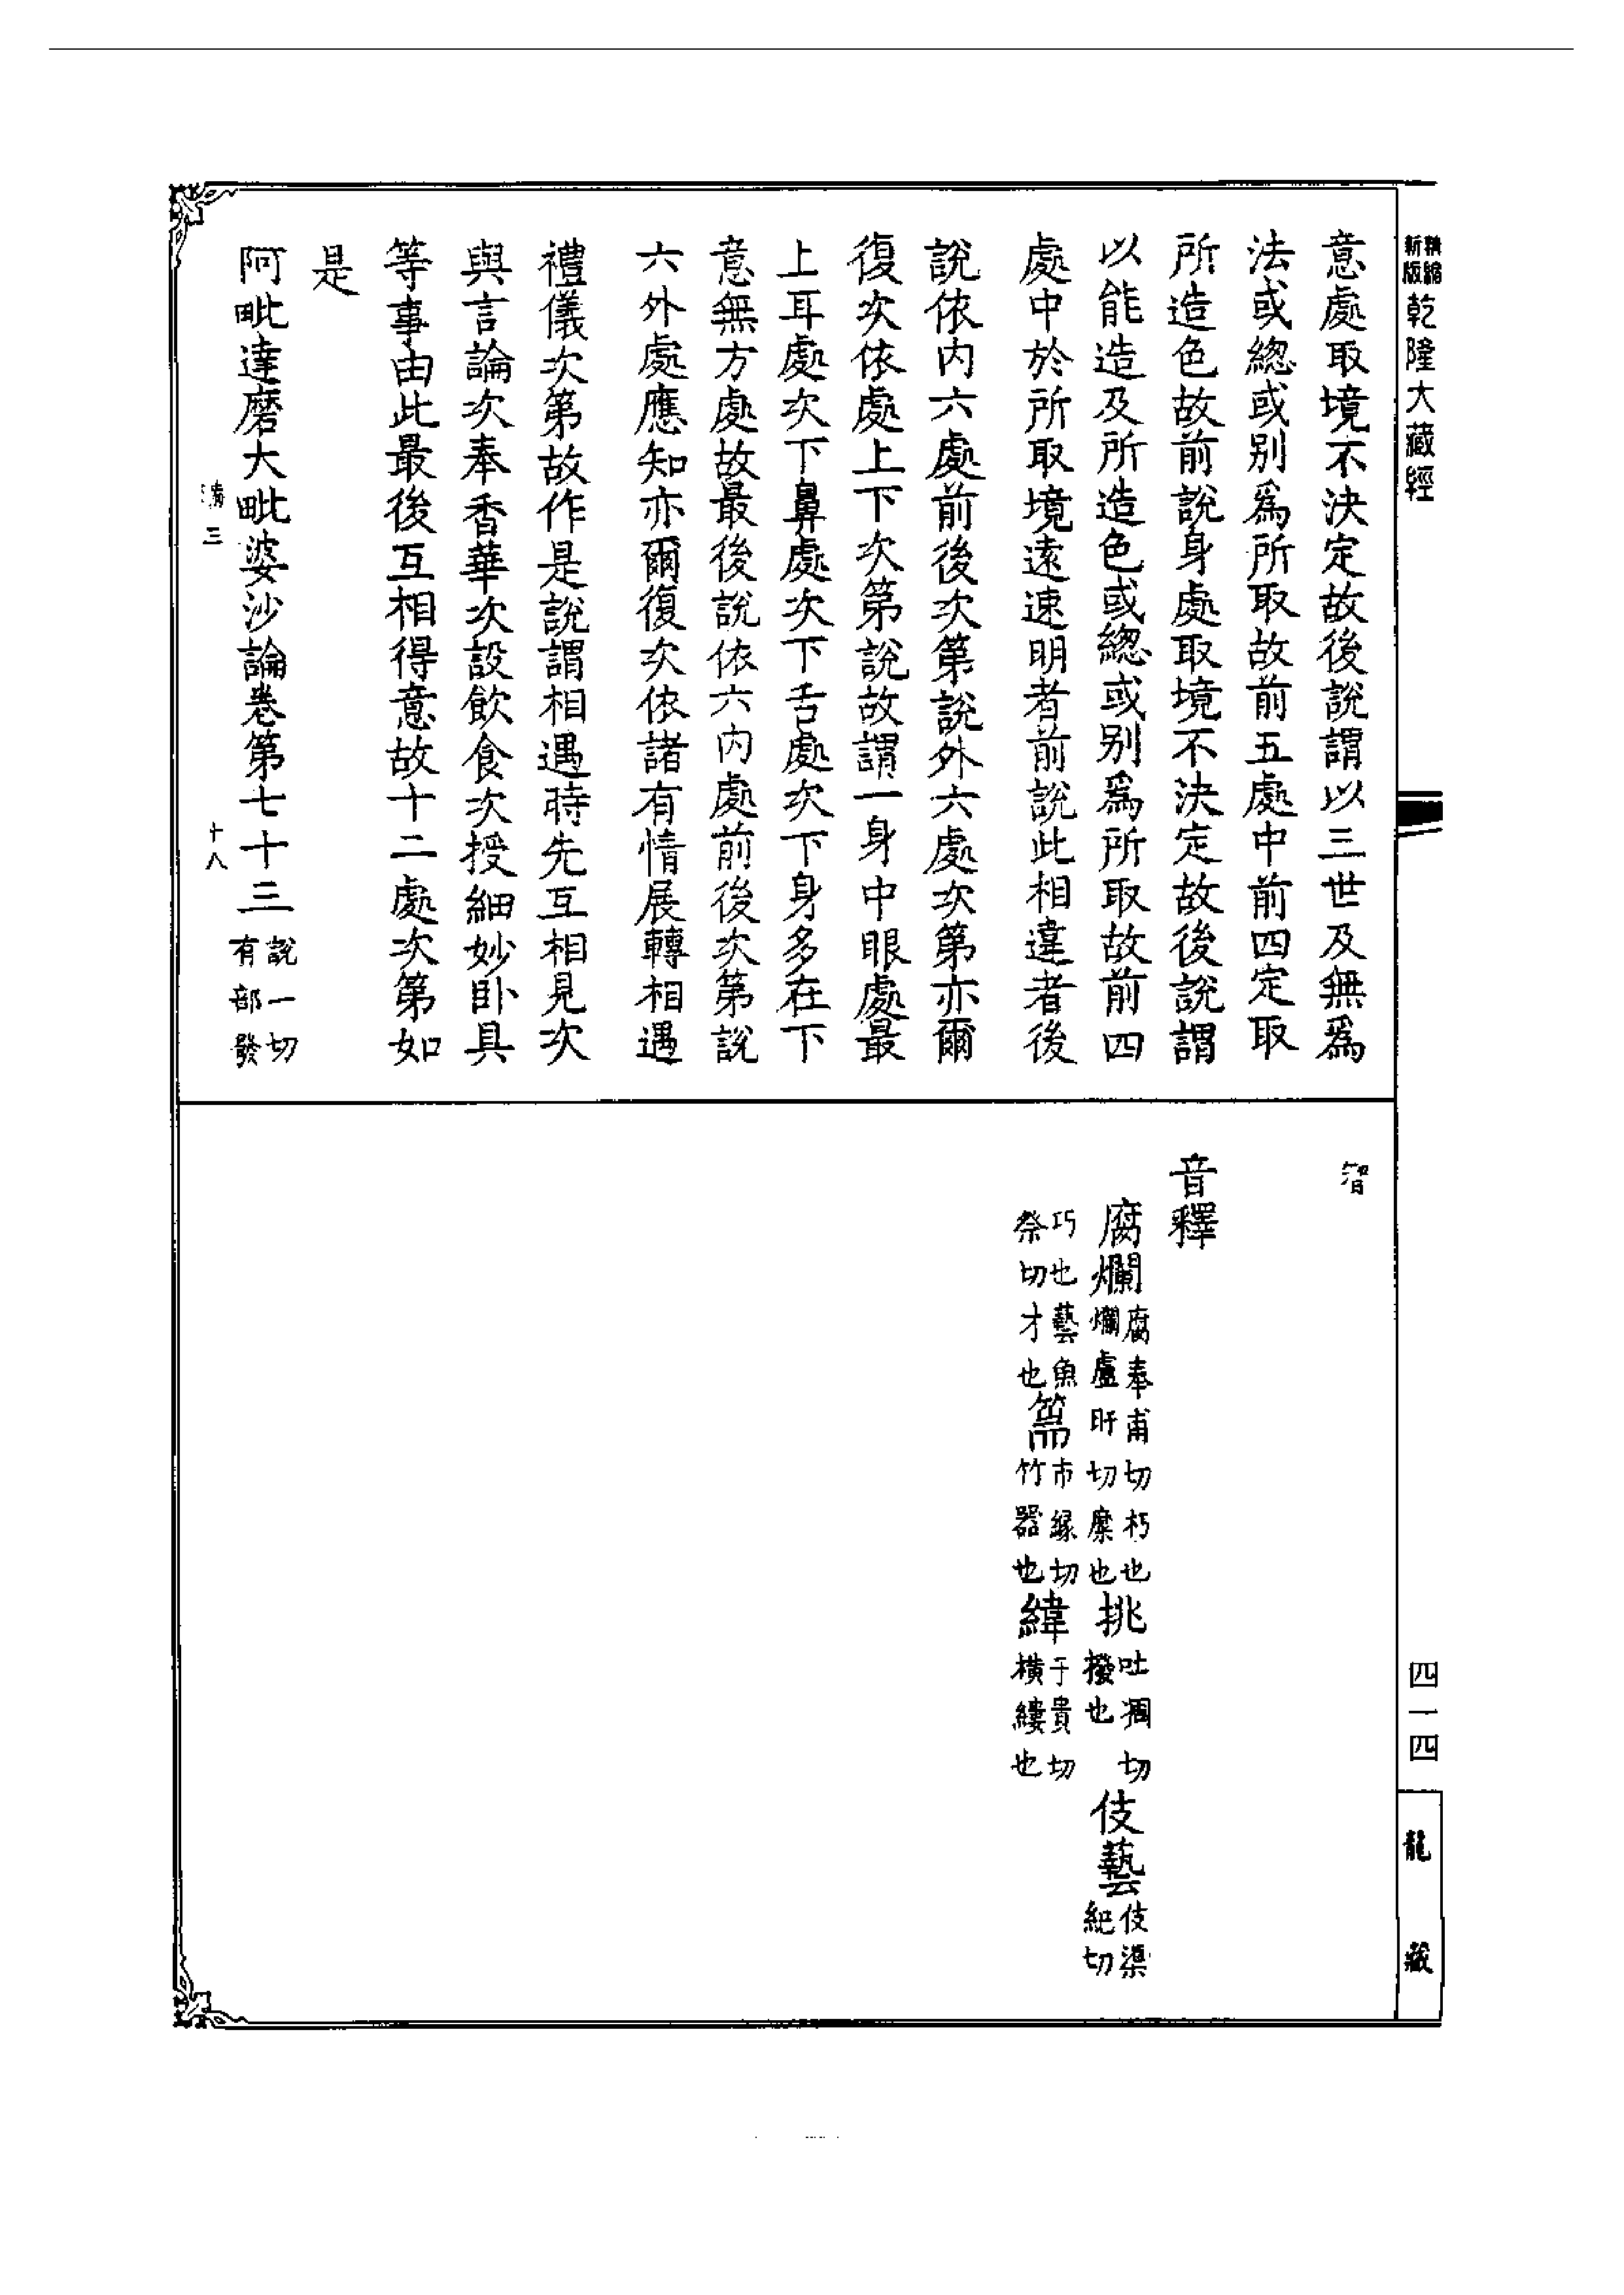 新版
精縮
乾隆大藏經
四一四
龍藏
意處取境不決定故後說謂以三世及無爲
法或總或別爲所取故前五處中前四定取
所造色故前說身處取境不決定故後說謂
以能造及所造色或總或别爲所取故前四
處中於所取境遠速明者前說此相違者後
說依内六處前後次第說外六處次第亦爾
復次依處上下次第說故謂一身中眼處最
上耳處次下鼻處次下舌處次下身多在下
意無方處故最後說依六内處前後次第說
六外處應知亦爾復次依諸有情展轉相遇
禮儀次第故作是說謂相遇時先互相見次
與言論次奉香華次設飲食次授細妙臥具
等事由此最後互相得意故十二處次第如
是
阿毗達磨大毗婆沙論卷第七十三 說一切有部發
三 十八
智
音釋
腐爛 腐奉甫切朽也爛盧旰切糜也 挑 吐凋切撥也 伎藝 伎渠紀切
巧也藝魚祭切才也 篅 市緣切竹器也 緯 于貴切橫縷也